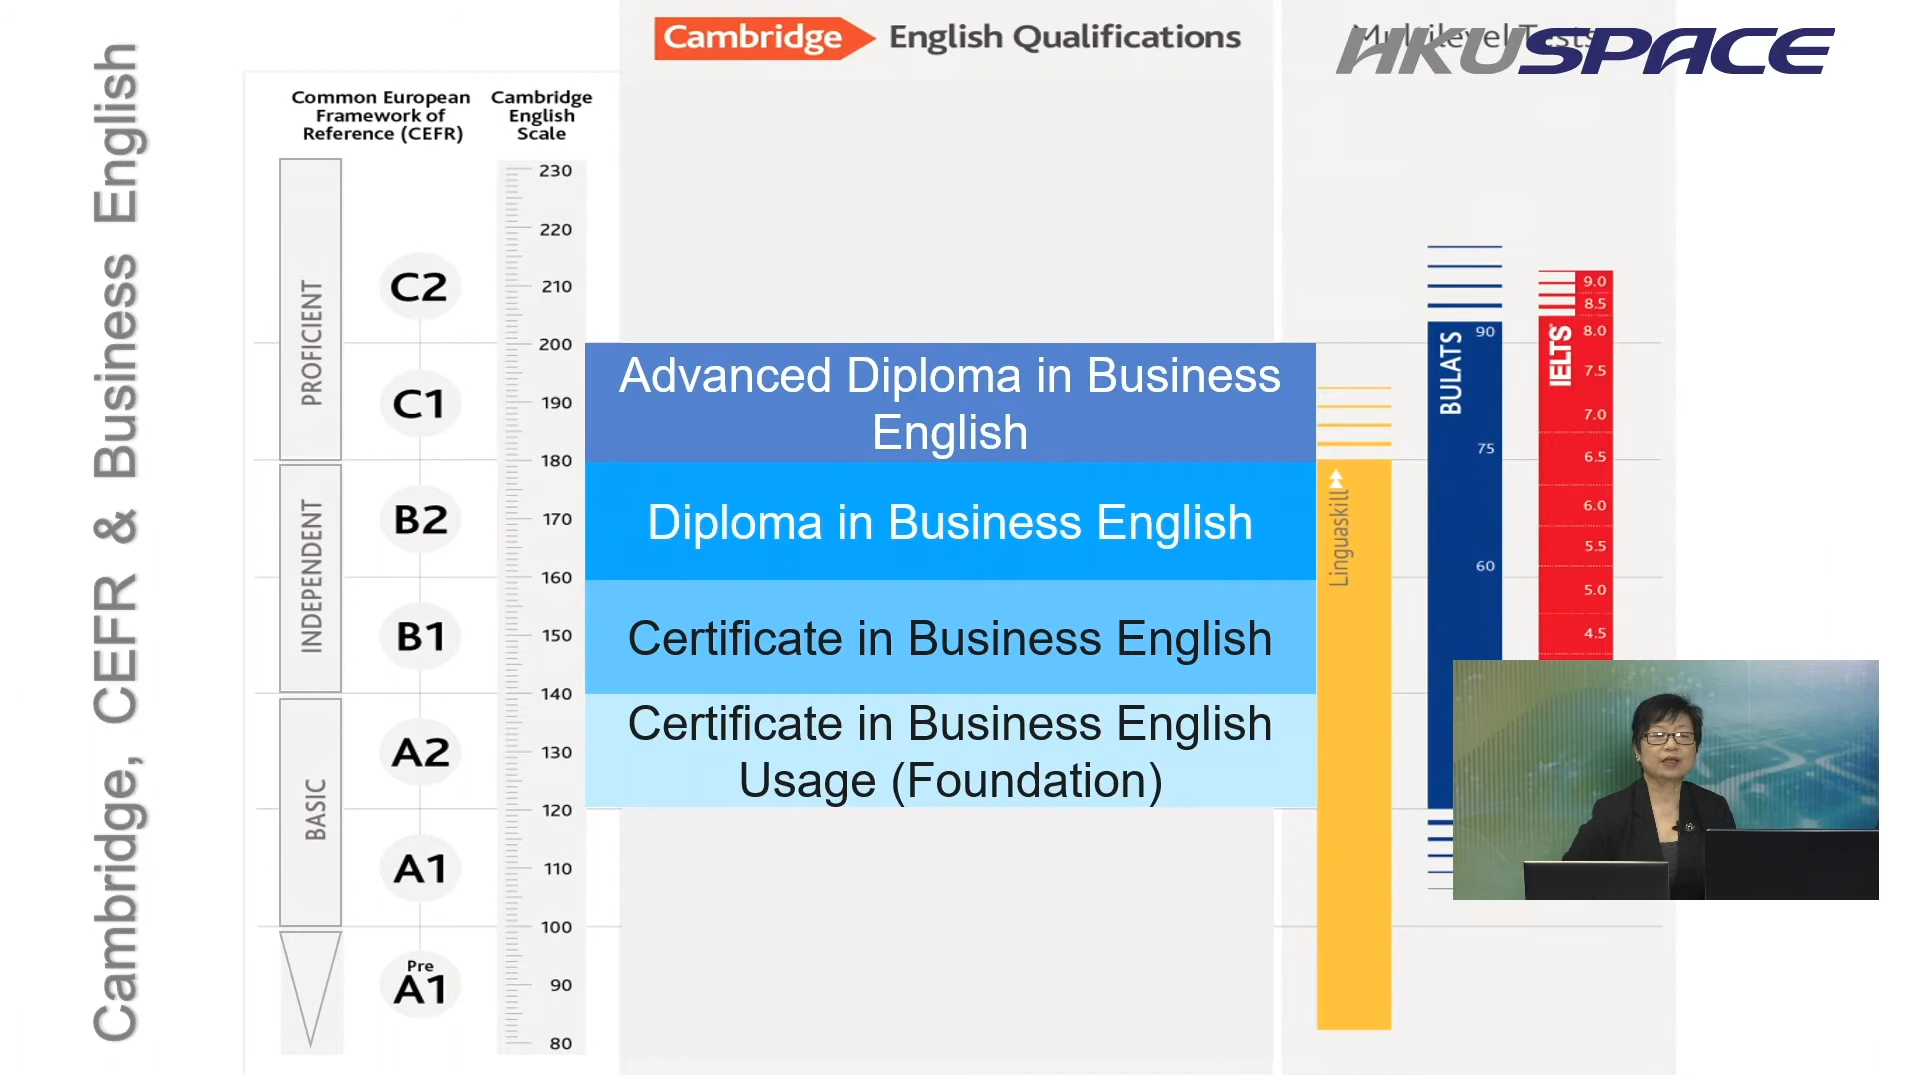 Cambridge, CEFR & Business English
Cambridge English Qualifications
Multilevel Tests
HKUSPACE
Common European
Framework of
Reference (CEFR)
Cambridge
English
Scale
PROFICIENT
INDEPENDENT
BASIC
C2
C1
B2
B1
A2
A1
Pre
A1
230
220
210
200
190
180
170
160
150
140
130
120
110
100
90
80
Advanced Diploma in Business
English
Diploma in Business English
Certificate in Business English
Certificate in Business English
Usage (Foundation)
Linguaskill
BULATS
90
75
60
IELTS
9.0
8.5
8.0
7.5
7.0
6.5
6.0
5.5
5.0
4.5